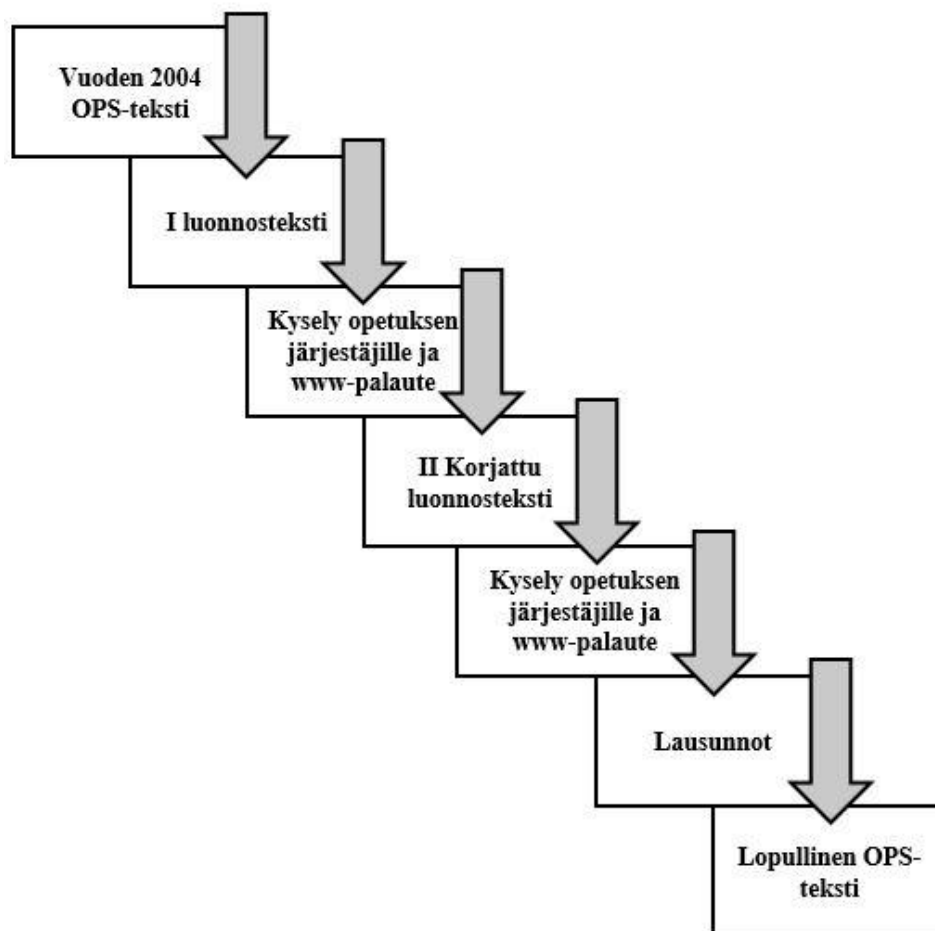 Vuoden 2004
OPS-teksti
I luonnosteksti
Kysely opetuksen
järjestäjille ja
www-palaute
II Korjattu
luonnosteksti
Kysely opetuksen
järjestäjille ja
www-palaute
Lausunnot
Lopullinen OPS-
teksti